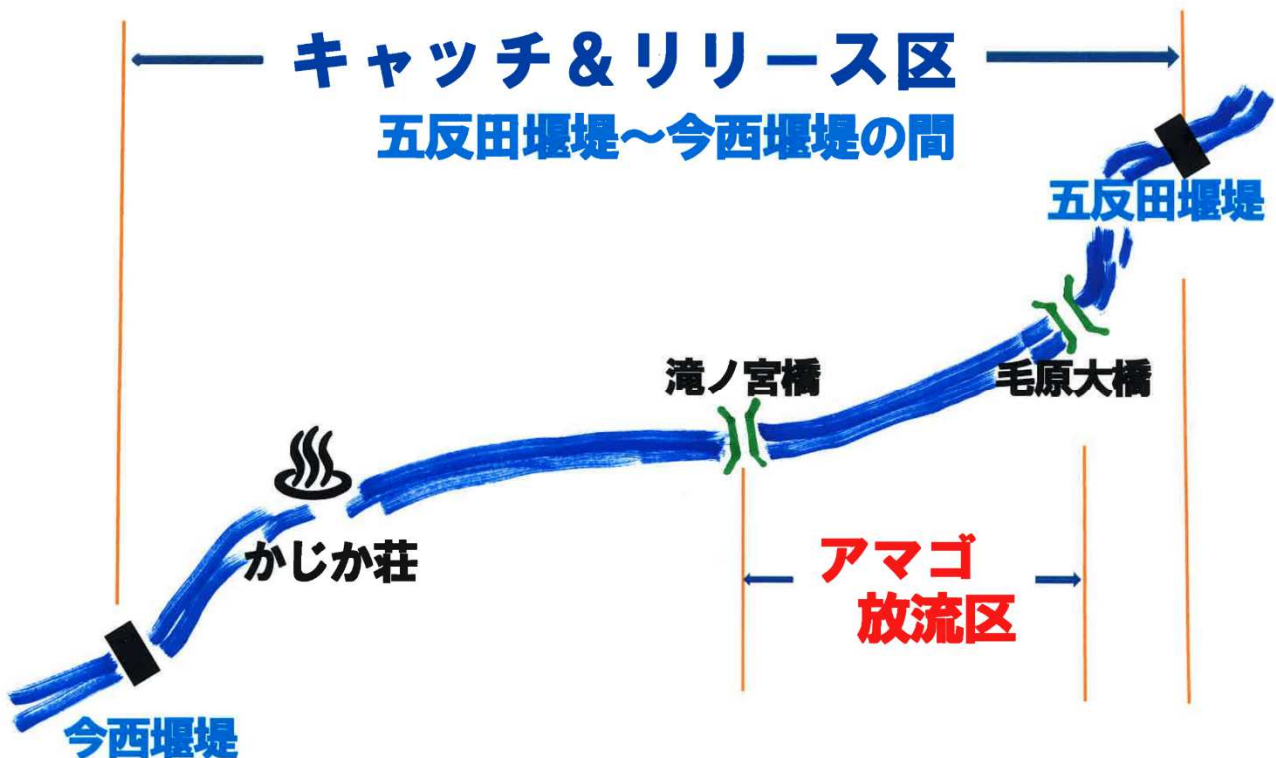 キャッチ＆リリース区
五反田堰堤～今西堰堤の間
五反田堰堤
滝ノ宮橋
毛原大橋
かじか荘
アマゴ
放流区
今西堰堤